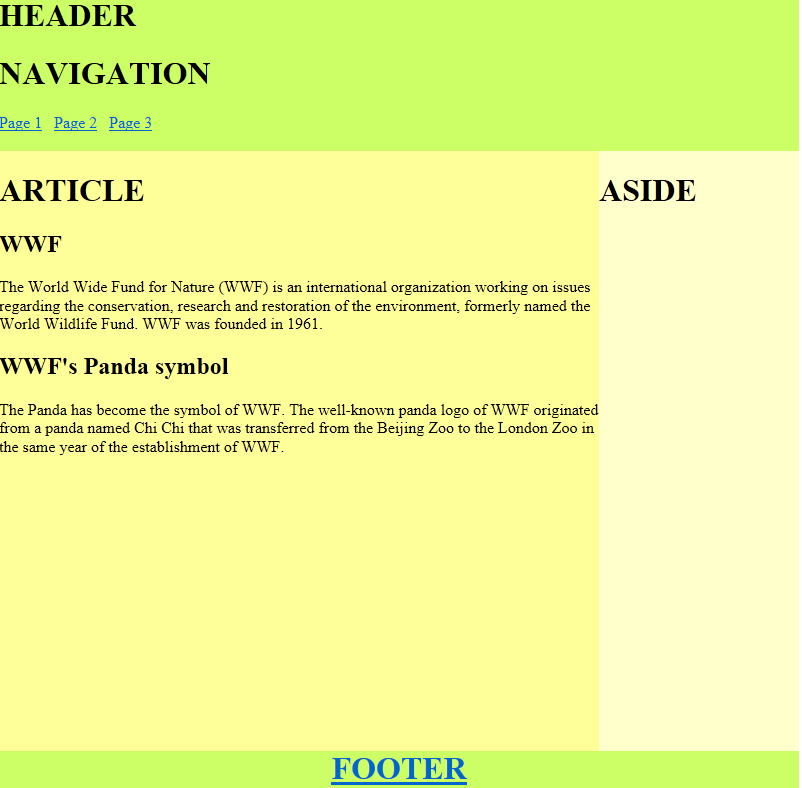 HEADER
NAVIGATION
Page 1 Page 2 Page 3
ARTICLE
ASIDE
WWF
The World Wide Fund for Nature (WWF) is an international organization working on issues
regarding the conservation, research and restoration of the environment, formerly named the
World Wildlife Fund. WWF was founded in 1961.
WWF's Panda symbol
The Panda has become the symbol of WWF. The well-known panda logo of WWF originated
from a panda named Chi Chi that was transferred from the Beijing Zoo to the London Zoo in
the same year of the establishment of WWF.
FOOTER